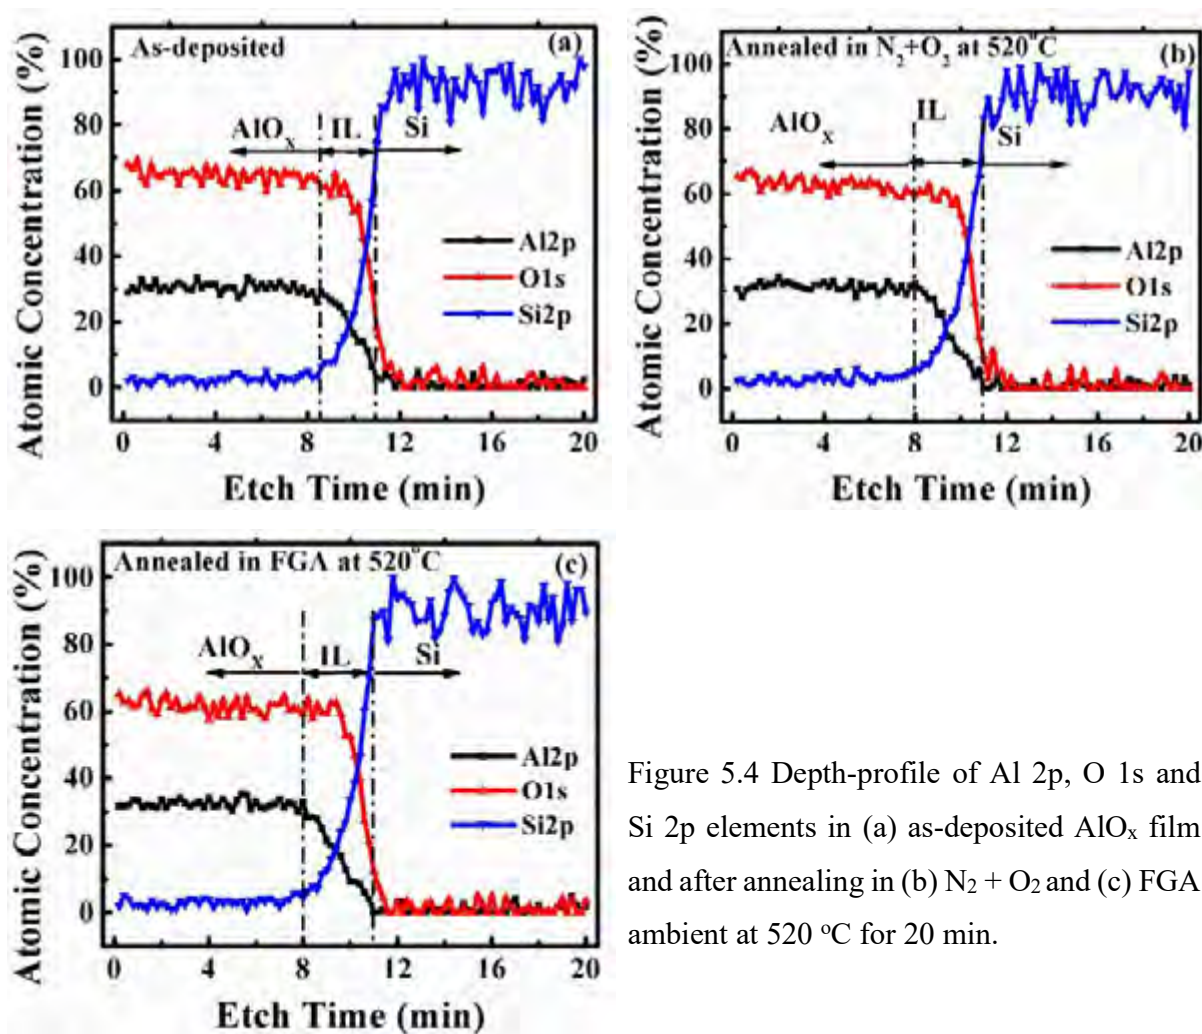 As-deposited (a)
100
80
60
40
20
0
AlOₓ IL Si
Al2p
O1s
Si2p
0 4 8 12 16 20
Etch Time (min)
Atomic Concentration (%)
Annealed in N₂+O₂ at 520°C (b)
100
80
60
40
20
0
AlOₓ IL Si
Al2p
O1s
Si2p
0 4 8 12 16 20
Etch Time (min)
Atomic Concentration (%)
Annealed in FGA at 520°C (c)
100
80
60
40
20
0
AlOₓ IL Si
Al2p
O1s
Si2p
0 4 8 12 16 20
Etch Time (min)
Atomic Concentration (%)
Figure 5.4 Depth-profile of Al 2p, O 1s and
Si 2p elements in (a) as-deposited AlOₓ film
and after annealing in (b) N₂ + O₂ and (c) FGA
ambient at 520 ᵒC for 20 min.